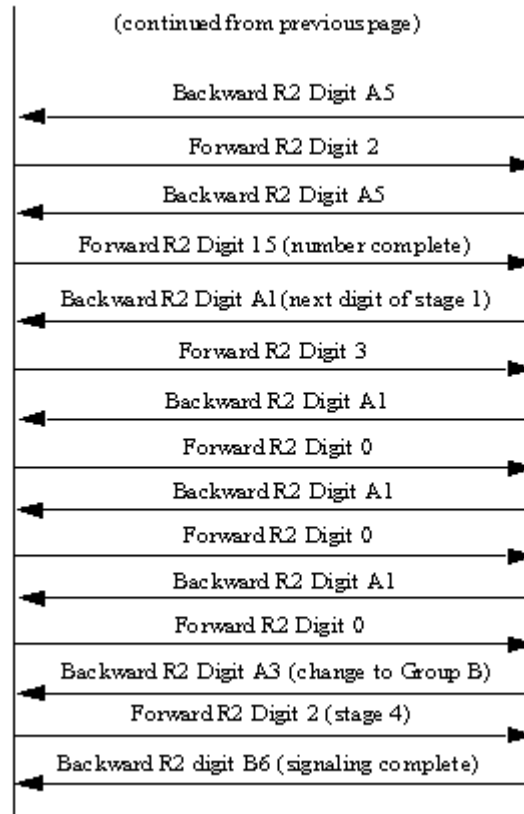 (continued from previous page)
Backward R2 Digit A5
Forward R2 Digit 2
Backward R2 Digit A5
Forward R2 Digit 15 (number complete)
Backward R2 Digit A1 (next digit of stage 1)
Forward R2 Digit 3
Backward R2 Digit A1
Forward R2 Digit 0
Backward R2 Digit A1
Forward R2 Digit 0
Backward R2 Digit A1
Forward R2 Digit 0
Backward R2 Digit A3 (change to Group B)
Forward R2 Digit 2 (stage 4)
Backward R2 digit B6 (signaling complete)